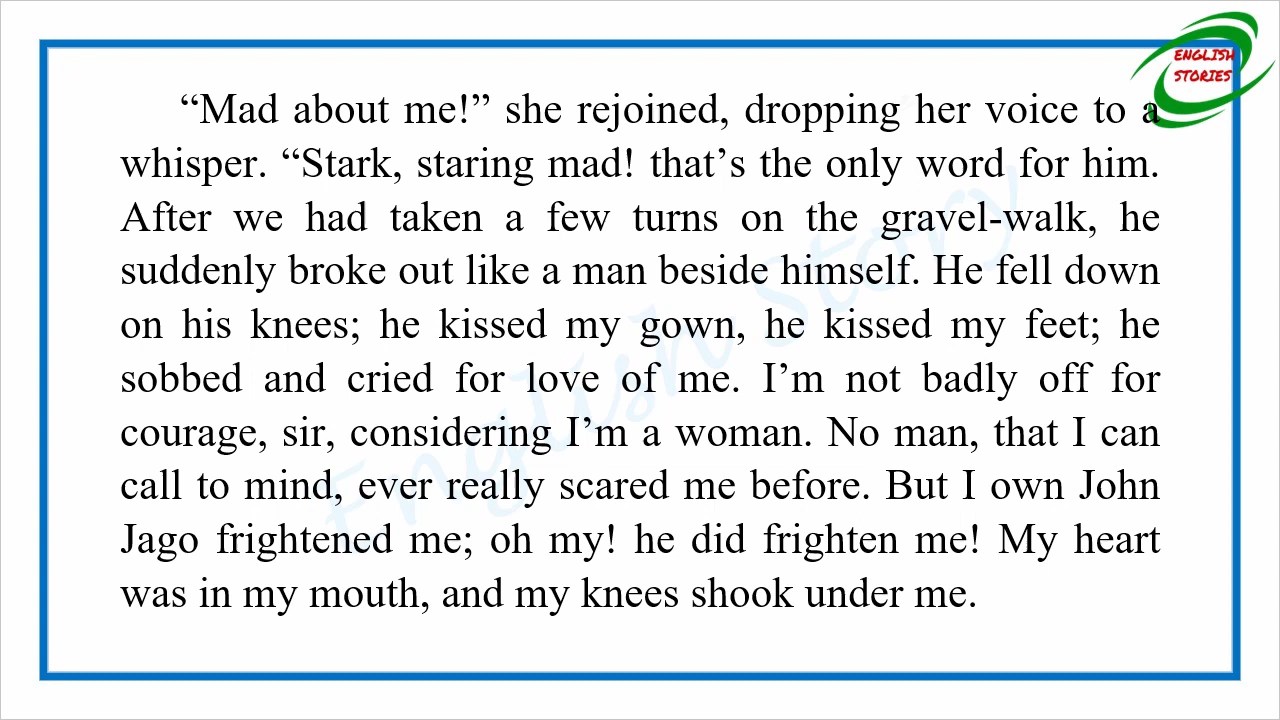 ENGLISH
STORIES
“Mad about me!” she rejoined, dropping her voice to a
whisper. “Stark, staring mad! that’s the only word for him.
After we had taken a few turns on the gravel-walk, he
suddenly broke out like a man beside himself. He fell down
on his knees; he kissed my gown, he kissed my feet; he
sobbed and cried for love of me. I’m not badly off for
courage, sir, considering I’m a woman. No man, that I can
call to mind, ever really scared me before. But I own John
Jago frightened me; oh my! he did frighten me! My heart
was in my mouth, and my knees shook under me.
English Story